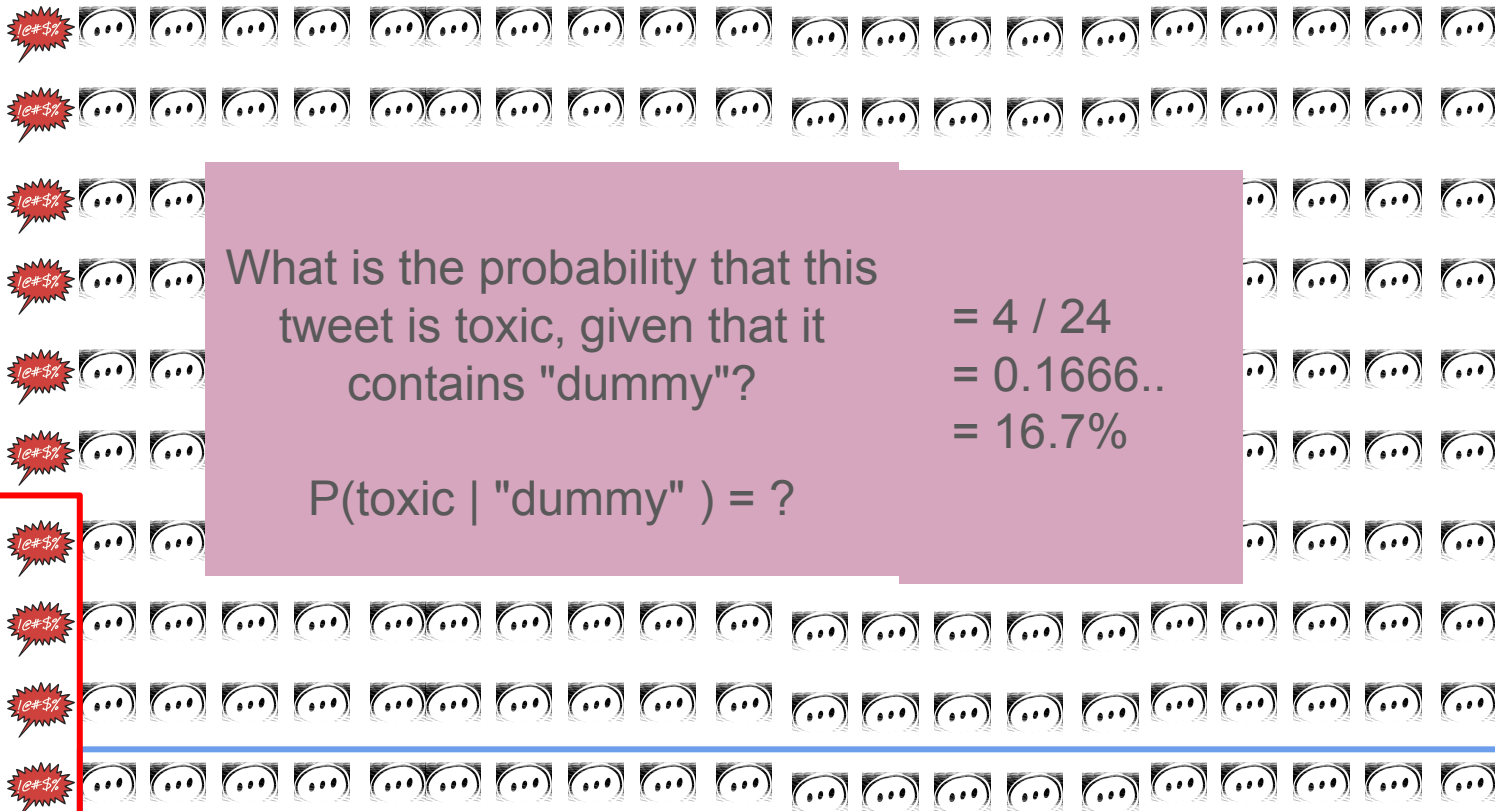 !@#$%
!@#$%
!@#$%
!@#$%
!@#$%
!@#$%
!@#$%
!@#$%
!@#$%
!@#$%
What is the probability that this
tweet is toxic, given that it
contains "dummy"?
P(toxic | "dummy" ) = ?
= 4 / 24
= 0.1666..
= 16.7%